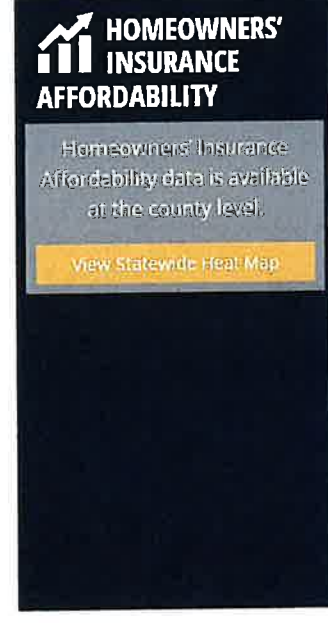 HOMEOWNERS'
INSURANCE
AFFORDABILITY
Homeowners' Insurance
Affordability data is available
at the county level.
View Statewide Heat Map